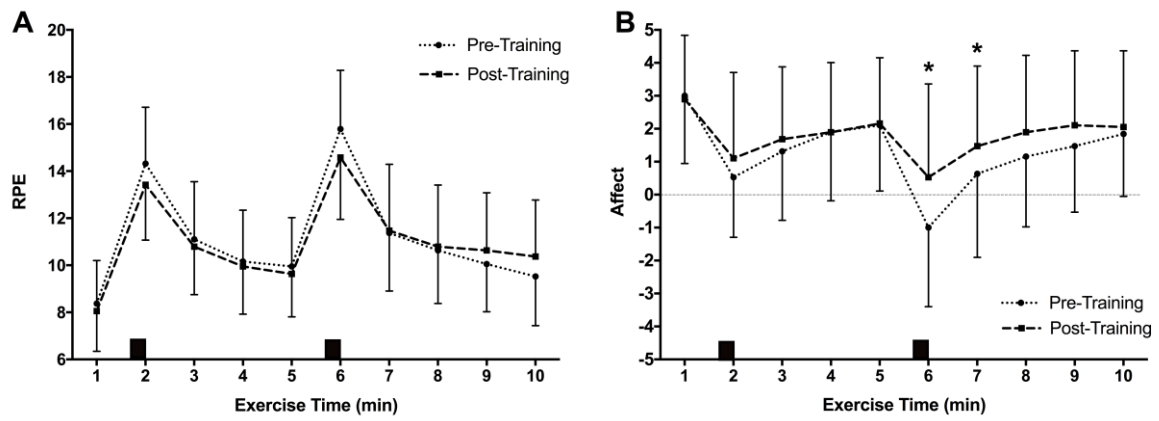 A
20
18
16
14
12
10
8
6
RPE
Pre-Training
Post-Training
1 2 3 4 5 6 7 8 9 10
Exercise Time (min)
B
5
4
3
2
1
0
-1
-2
-3
-4
-5
Affect
* *
Pre-Training
Post-Training
1 2 3 4 5 6 7 8 9 10
Exercise Time (min)